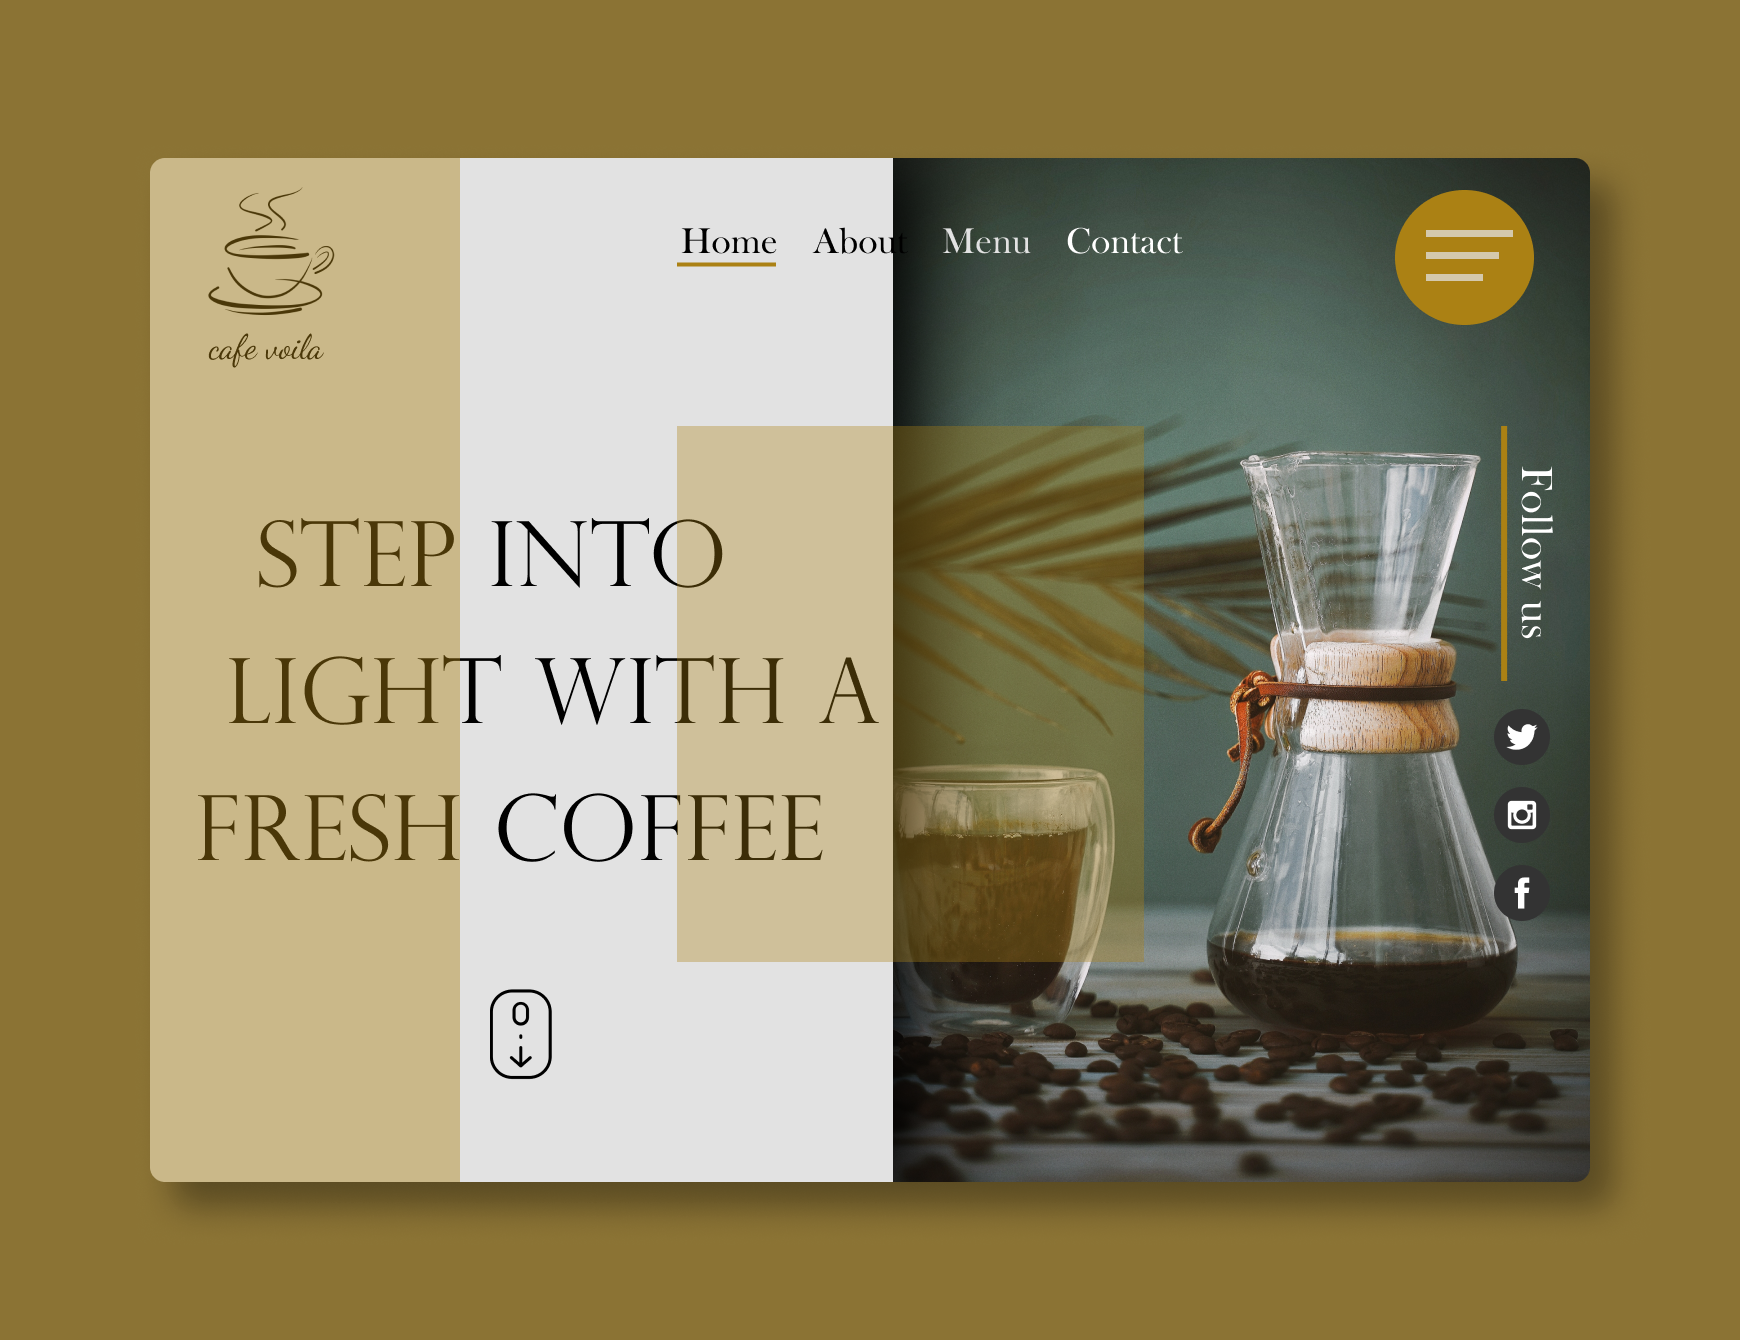 Home About Menu Contact
cafe voila
STEP INTO
LIGHT WITH A
FRESH COFFEE
Follow us